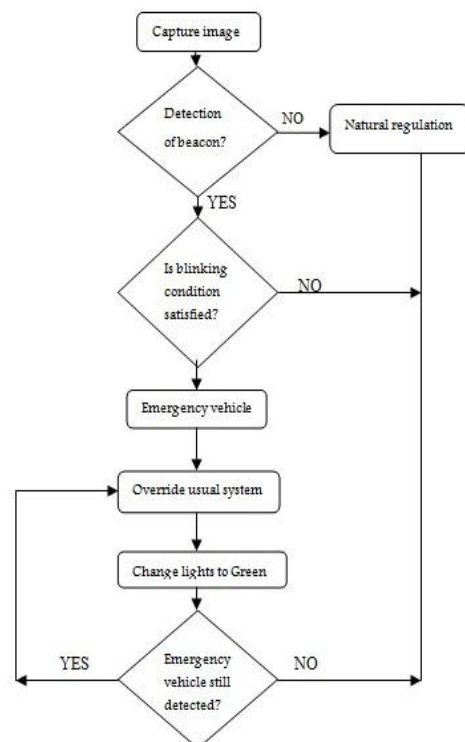 Capture image
Detection
of beacon?
NO
Natural regulation
YES
Is blinking
condition
satisfied?
NO
Emergency vehicle
Override usual system
Change lights to Green
YES
Emergency
vehicle still
detected?
NO